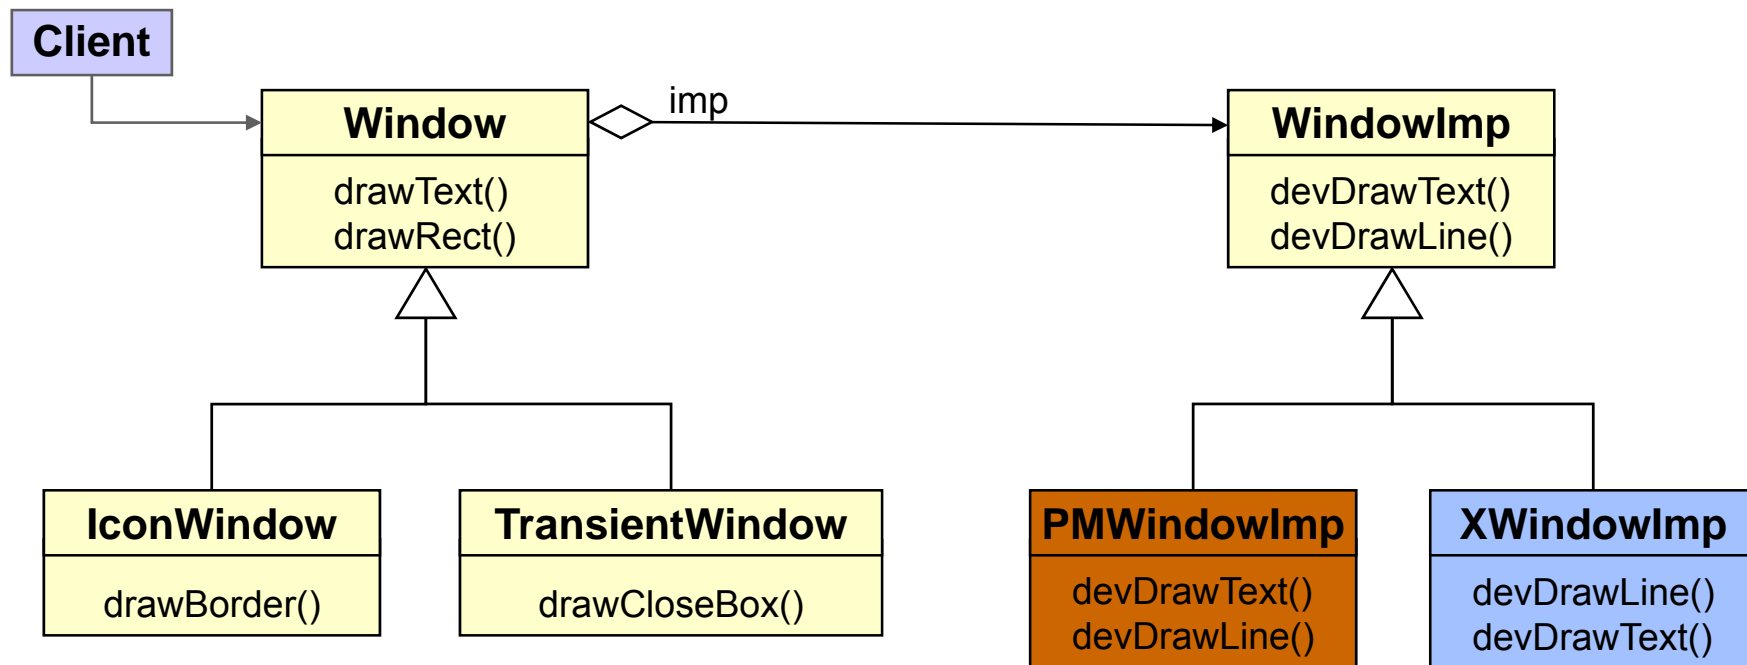 Client
imp
Window
drawText()
drawRect()
WindowImp
devDrawText()
devDrawLine()
IconWindow
drawBorder()
TransientWindow
drawCloseBox()
PMWindowImp
devDrawText()
devDrawLine()
XWindowImp
devDrawLine()
devDrawText()